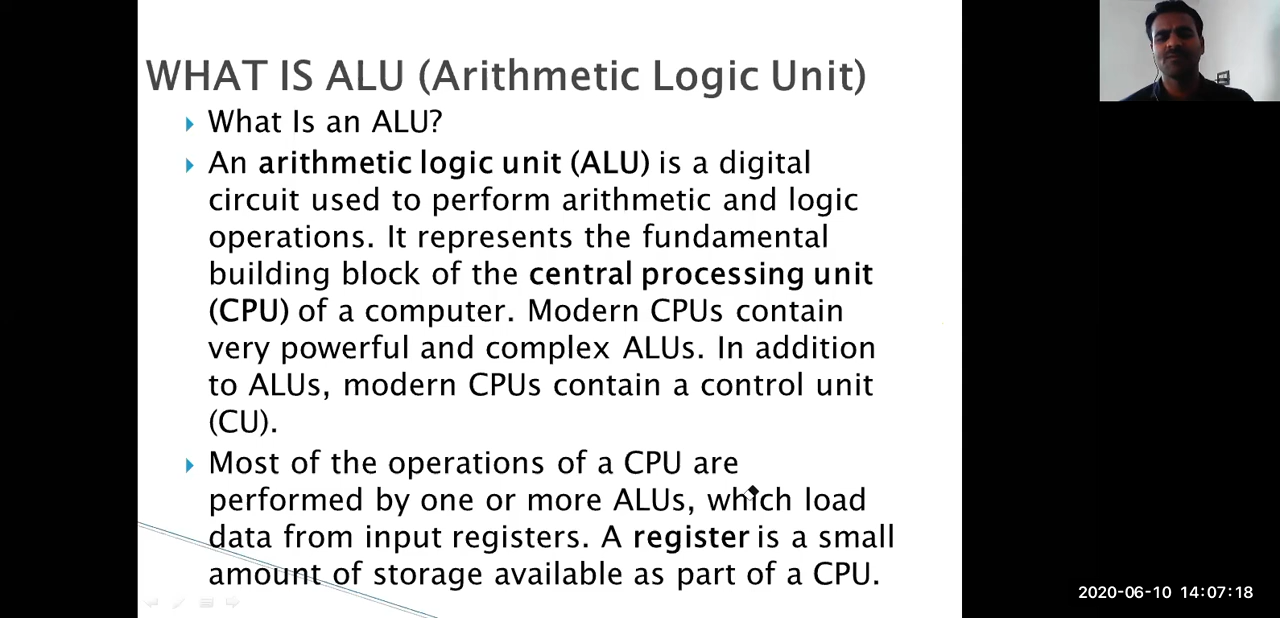 WHAT IS ALU (Arithmetic Logic Unit)
What Is an ALU?
An arithmetic logic unit (ALU) is a digital
circuit used to perform arithmetic and logic
operations. It represents the fundamental
building block of the central processing unit
(CPU) of a computer. Modern CPUs contain
very powerful and complex ALUs. In addition
to ALUs, modern CPUs contain a control unit
(CU).
Most of the operations of a CPU are
performed by one or more ALUs, which load
data from input registers. A register is a small
amount of storage available as part of a CPU.
2020-06-10 14:07:18